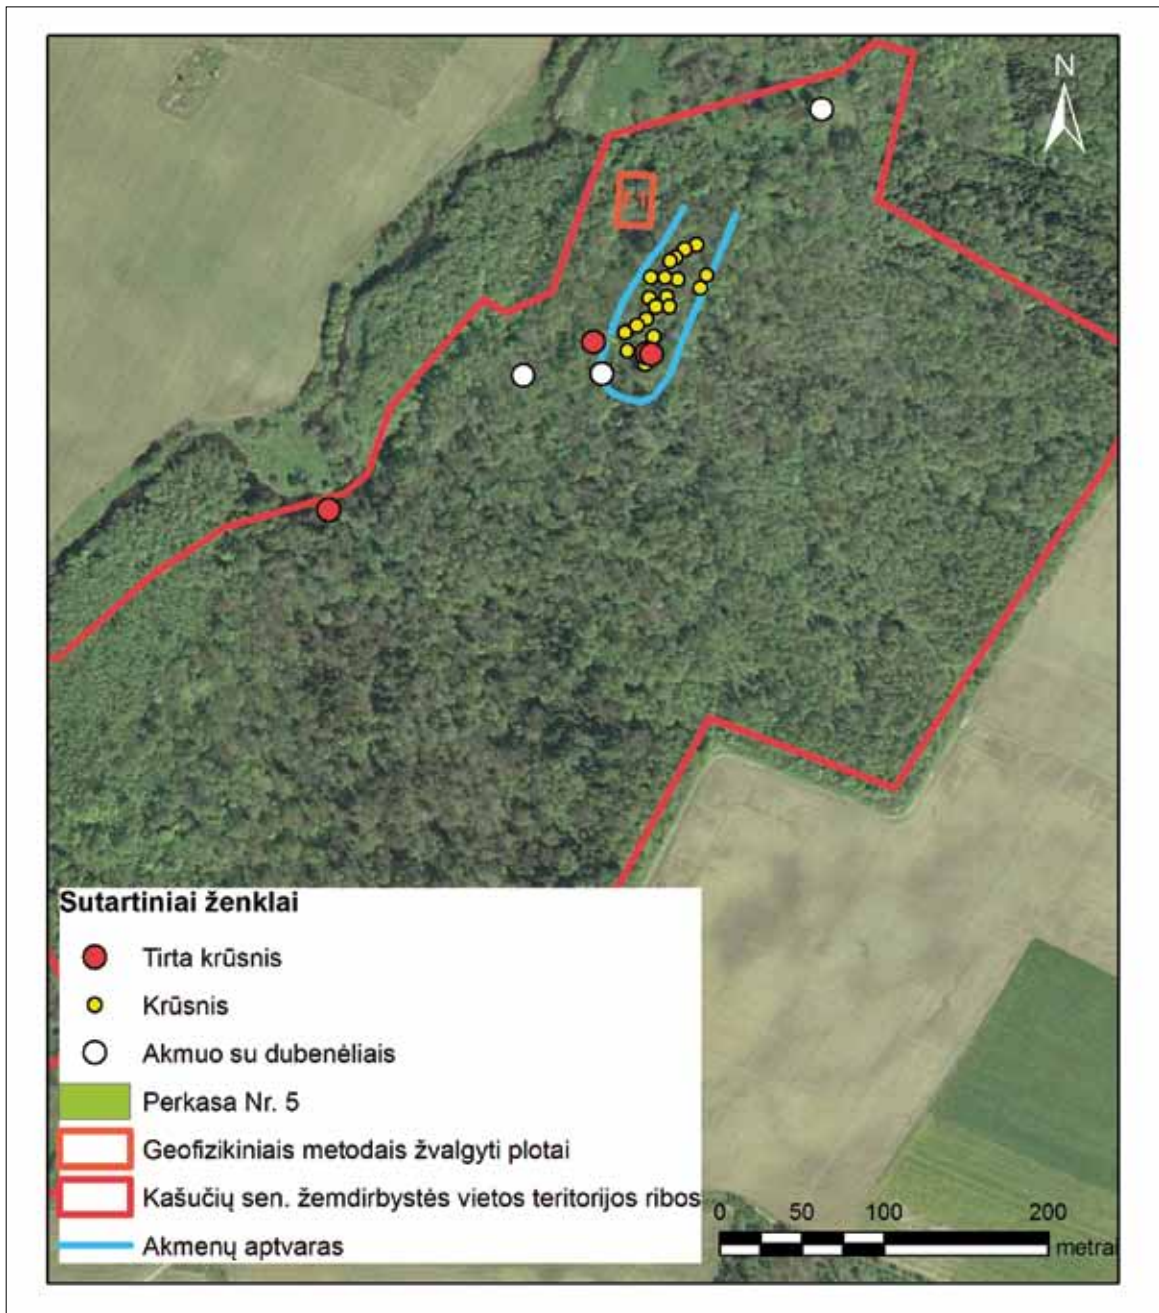 N
Sutartiniai ženklai
Tirta krūsnis
Krūsnis
Akmuo su dubenėliais
Perkasa Nr. 5
Geofizikiniais metodais žvalgyti plotai
Kašučių sen. žemdirbystės vietos teritorijos ribos
Akmenų aptvaras
0 50 100 200
metrai